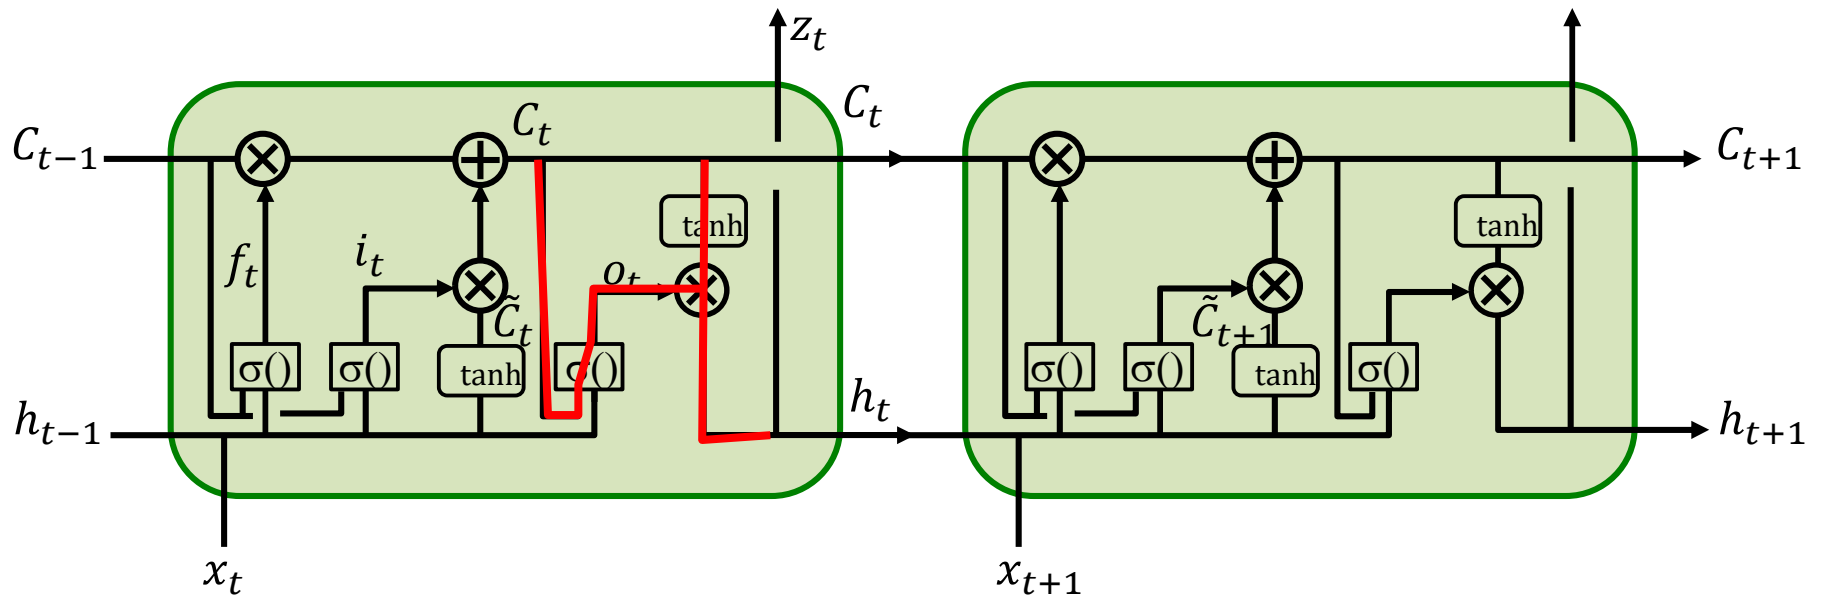 z_t
C_{t-1} C_t C_t C_{t+1}
tanh tanh
f_t i_t o_t
C̃_t C̃_{t+1}
σ() σ() tanh σ() σ() σ() tanh σ()
h_{t-1} h_t h_{t+1}
x_t x_{t+1}